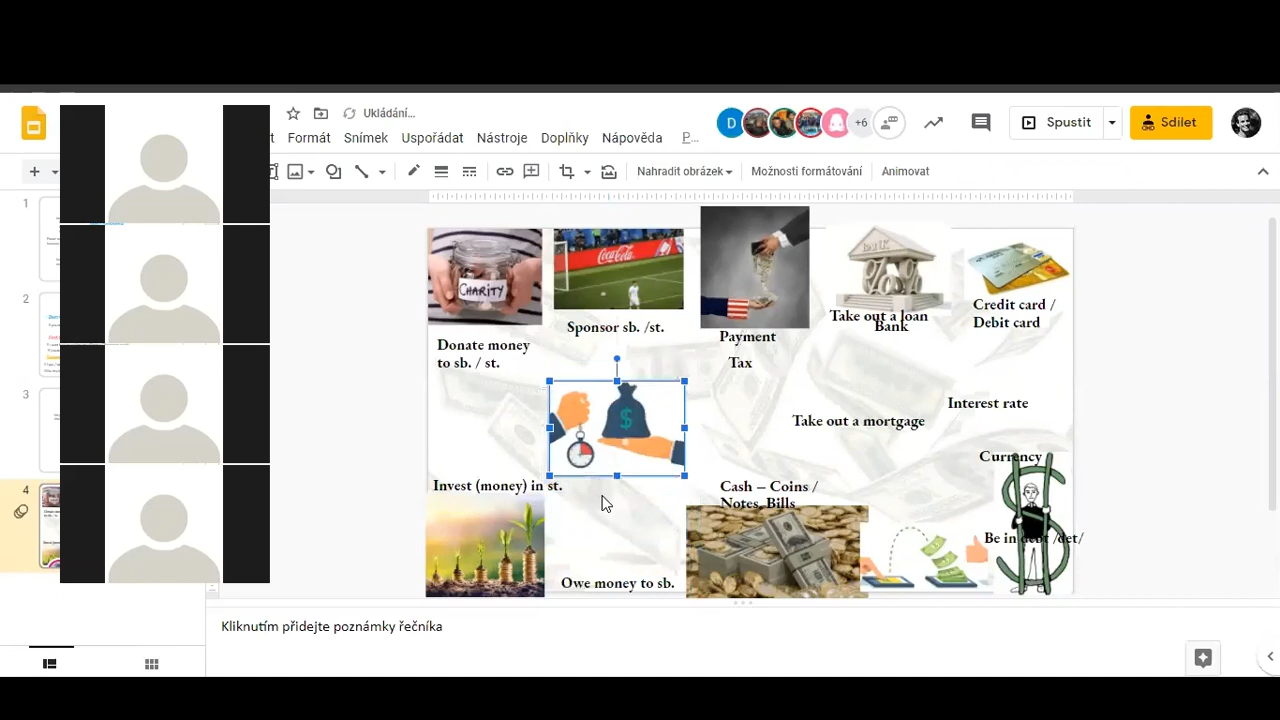 Ukládání…
Formát Snímek Uspořádat Nástroje Doplňky Nápověda P...
D +6 Spustit Sdílet
Nahradit obrázek Možnosti formátování Animovat
1
2
3
4
CHARITY
Coca-Cola
BANK
%
Donate money
to sb. / st.
Sponsor sb. /st.
Payment
Tax
Take out a loan
Bank
Credit card /
Debit card
Interest rate
Take out a mortgage
$
Currency
Invest (money) in st.
Cash – Coins /
Notes, Bills
Be in debt /det/
Owe money to sb.
Kliknutím přidejte poznámky řečníka